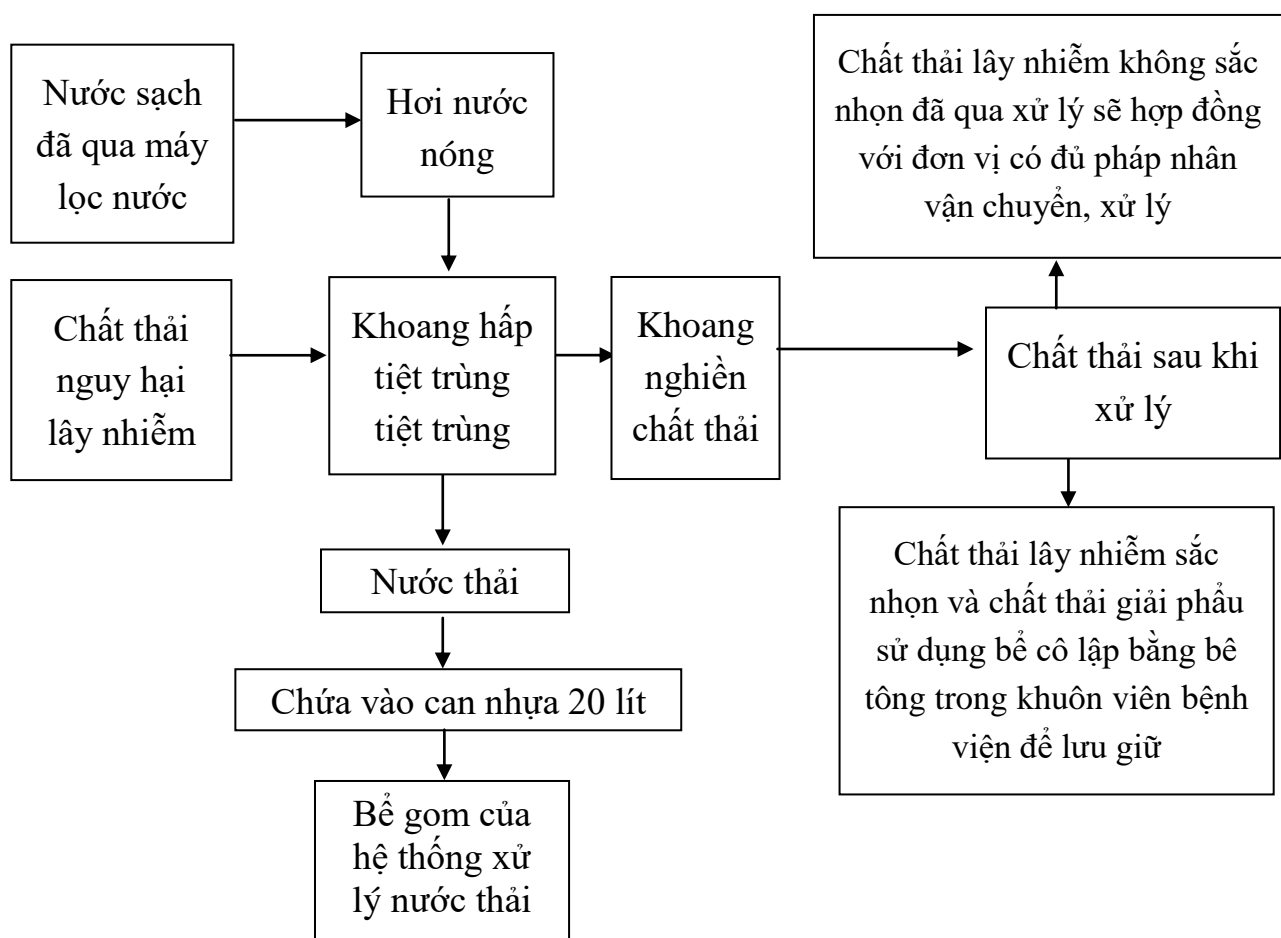 Nước sạch
đã qua máy
lọc nước
Hơi nước
nóng
Chất thải lây nhiễm không sắc
nhọn đã qua xử lý sẽ hợp đồng
với đơn vị có đủ pháp nhân
vận chuyển, xử lý
Chất thải
nguy hại
lây nhiễm
Khoang hấp
tiệt trùng
tiệt trùng
Khoang
nghiền
chất thải
Chất thải sau khi
xử lý
Nước thải
Chứa vào can nhựa 20 lít
Bể gom của
hệ thống xử
lý nước thải
Chất thải lây nhiễm sắc
nhọn và chất thải giải phẩu
sử dụng bể cô lập bằng bê
tông trong khuôn viên bệnh
viện để lưu giữ